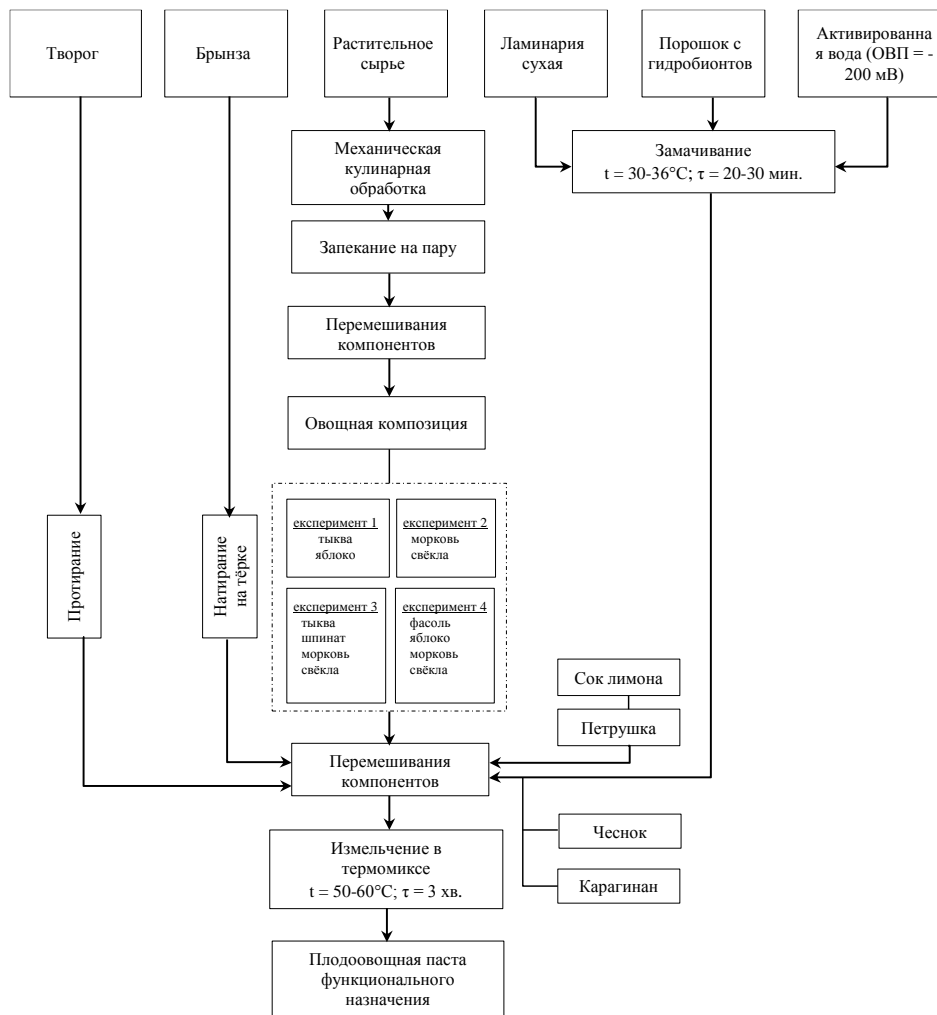 Творог
Брынза
Растительное
сырье
Ламинария
сухая
Порошок с
гидробионтов
Активированна
я вода (ОВП = -
200 мВ)
Механическая
кулинарная
обработка
Замачивание
t = 30-36°C; τ = 20-30 мин.
Запекание на пару
Перемешивания
компонентов
Овощная композиция
експеримент 1
тыква
яблоко
експеримент 2
морковь
свёкла
експеримент 3
тыква
шпинат
морковь
свёкла
експеримент 4
фасоль
яблоко
морковь
свёкла
Протирание
Натирание
на тёрке
Сок лимона
Петрушка
Перемешивания
компонентов
Чеснок
Карагинан
Измельчение в
термомиксе
t = 50-60°C; τ = 3 хв.
Плодоовощная паста
функционального
назначения